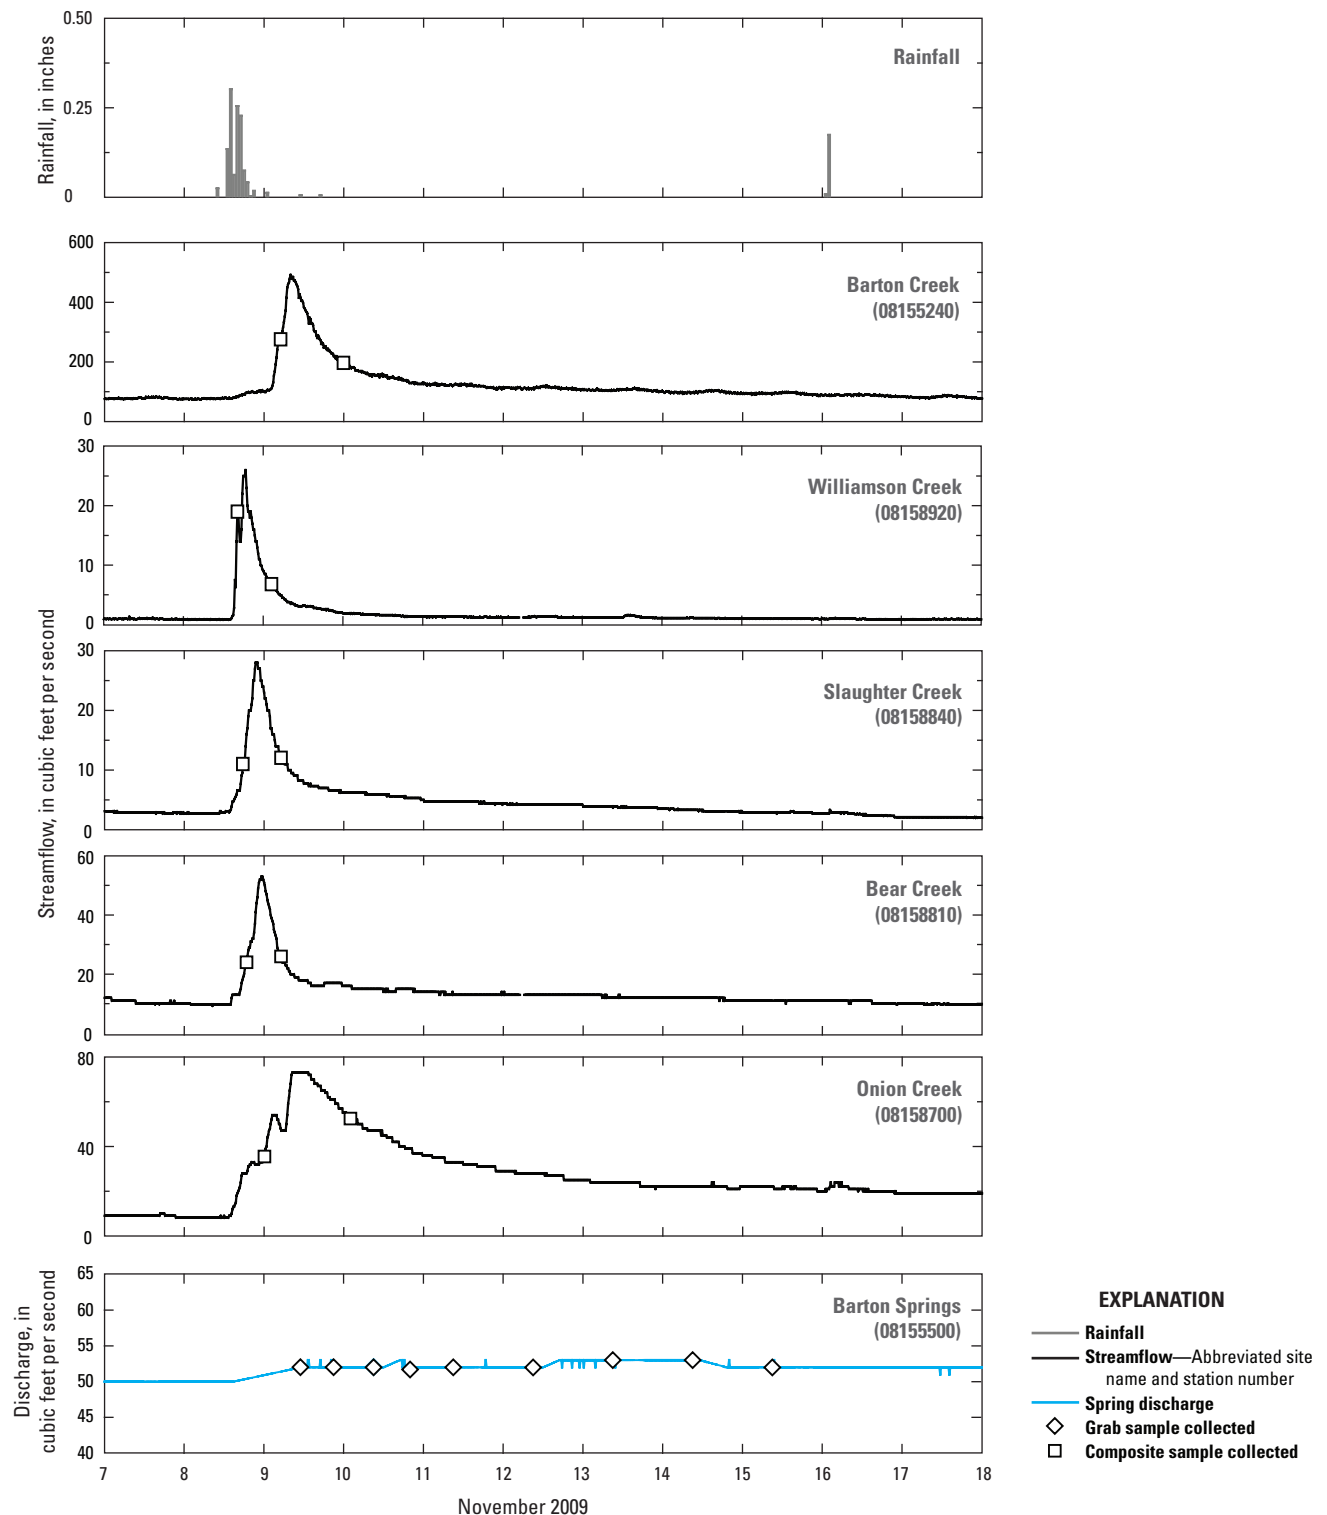 0.50
0.25
0
Rainfall, in inches
Rainfall
600
400
200
0
Barton Creek
(08155240)
30
20
10
0
Williamson Creek
(08158920)
30
20
10
0
Slaughter Creek
(08158840)
Streamflow, in cubic feet per second
60
40
20
0
Bear Creek
(08158810)
80
40
0
Onion Creek
(08158700)
65
60
55
50
45
40
Discharge, in
cubic feet per second
Barton Springs
(08155500)
7 8 9 10 11 12 13 14 15 16 17 18
November 2009
EXPLANATION
Rainfall
Streamflow—Abbreviated site
name and station number
Spring discharge
Grab sample collected
Composite sample collected